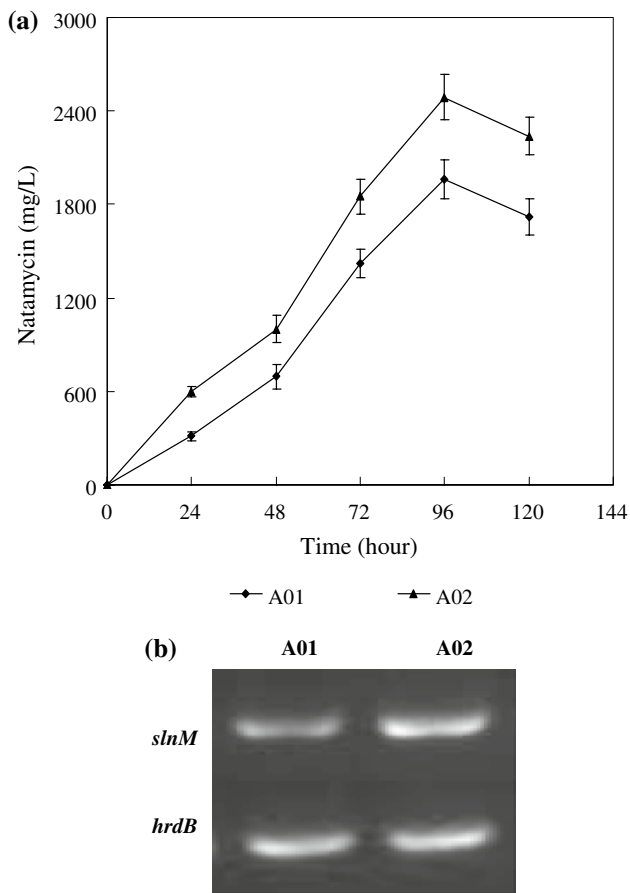 (a)
3000
2400
1800
1200
600
0
Natamycin (mg/L)
0 24 48 72 96 120 144
Time (hour)
A01 A02
(b) A01 A02
slnM
hrdB